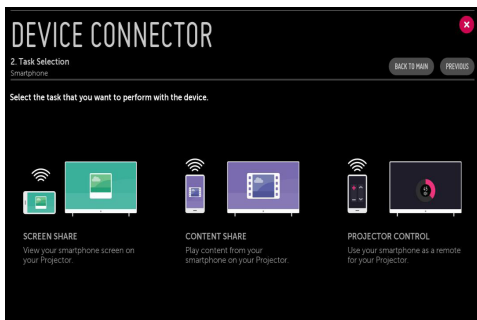 DEVICE CONNECTOR
2. Task Selection
Smartphone
BACK TO MAIN
PREVIOUS
Select the task that you want to perform with the device.
SCREEN SHARE
View your smartphone screen on
your Projector.
CONTENT SHARE
Play content from your
smartphone on your Projector.
PROJECTOR CONTROL
Use your smartphone as a remote
for your Projector.